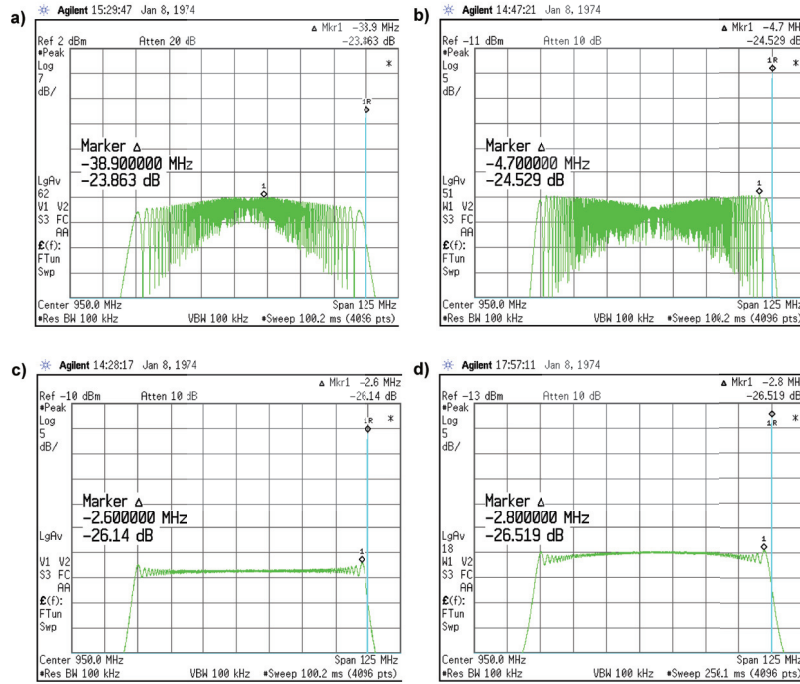 a)
Agilent 15:29:47 Jan 8, 1974
Δ Mkr1 -38.9 MHz
Ref 2 dBm Atten 20 dB -23.863 dB
#Peak
Log
7
dB/
*
1R
Marker Δ
-38.900000 MHz
-23.863 dB
1
LgAv
62
V1 V2
S3 FC
AA
£(f):
FTun
Swp
Center 950.0 MHz Span 125 MHz
#Res BW 100 kHz VBW 100 kHz #Sweep 100.2 ms (4096 pts)
b)
Agilent 14:47:21 Jan 8, 1974
Δ Mkr1 -4.7 MHz
Ref -11 dBm Atten 10 dB -24.529 dB
#Peak
Log
5
dB/
1R
*
Marker Δ
-4.700000 MHz
-24.529 dB
1
LgAv
51
W1 V2
S3 FC
AA
£(f):
FTun
Swp
Center 950.0 MHz Span 125 MHz
#Res BW 100 kHz VBW 100 kHz #Sweep 100.2 ms (4096 pts)
c)
Agilent 14:28:17 Jan 8, 1974
Δ Mkr1 -2.6 MHz
Ref -10 dBm Atten 10 dB -26.14 dB
#Peak
Log
5
dB/
1R
*
Marker Δ
-2.600000 MHz
-26.14 dB
LgAv
1
V1 V2
S3 FC
AA
£(f):
FTun
Swp
Center 950.0 MHz Span 125 MHz
#Res BW 100 kHz VBW 100 kHz #Sweep 100.2 ms (4096 pts)
d)
Agilent 17:57:11 Jan 8, 1974
Δ Mkr1 -2.8 MHz
Ref -13 dBm Atten 10 dB -26.519 dB
#Peak
Log
5
dB/
1R
*
Marker Δ
-2.800000 MHz
-26.519 dB
LgAv
1
18
W1 V2
S3 FC
AA
£(f):
FTun
Swp
Center 950.0 MHz Span 125 MHz
#Res BW 100 kHz VBW 100 kHz #Sweep 256.1 ms (4096 pts)